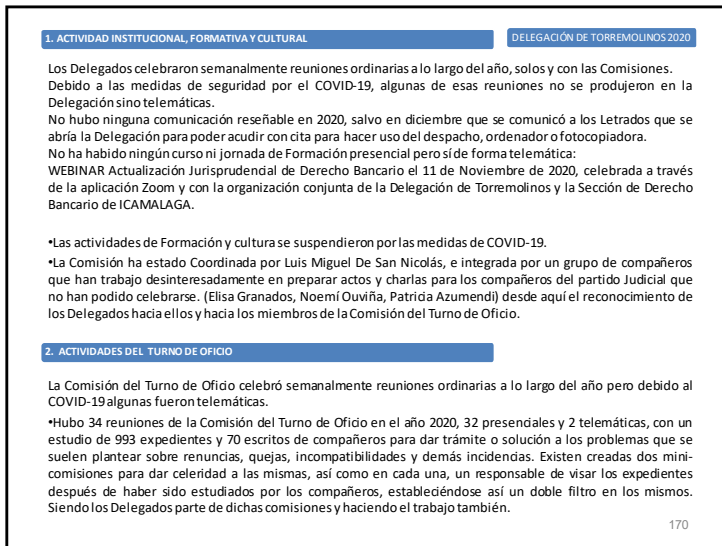 1. ACTIVIDAD INSTITUCIONAL, FORMATIVA Y CULTURAL
DELEGACIÓN DE TORREMOLINOS 2020
Los Delegados celebraron semanalmente reuniones ordinarias a lo largo del año, solos y con las Comisiones.
Debido a las medidas de seguridad por el COVID-19, algunas de esas reuniones no se produjeron en la
Delegación sino telemáticas.
No hubo ninguna comunicación reseñable en 2020, salvo en diciembre que se comunicó a los Letrados que se
abría la Delegación para poder acudir con cita para hacer uso del despacho, ordenador o fotocopiadora.
No ha habido ningún curso ni jornada de Formación presencial pero sí de forma telemática:
WEBINAR Actualización Jurisprudencial de Derecho Bancario el 11 de Noviembre de 2020, celebrada a través
de la aplicación Zoom y con la organización conjunta de la Delegación de Torremolinos y la Sección de Derecho
Bancario de ICAMALAGA.
•Las actividades de Formación y cultura se suspendieron por las medidas de COVID-19.
•La Comisión ha estado Coordinada por Luis Miguel De San Nicolás, e integrada por un grupo de compañeros
que han trabajo desinteresadamente en preparar actos y charlas para los compañeros del partido Judicial que
no han podido celebrarse. (Elisa Granados, Noemí Ouviña, Patricia Azumendi) desde aquí el reconocimiento de
los Delegados hacia ellos y hacia los miembros de la Comisión del Turno de Oficio.
2. ACTIVIDADES DEL TURNO DE OFICIO
La Comisión del Turno de Oficio celebró semanalmente reuniones ordinarias a lo largo del año pero debido al
COVID-19 algunas fueron telemáticas.
•Hubo 34 reuniones de la Comisión del Turno de Oficio en el año 2020, 32 presenciales y 2 telemáticas, con un
estudio de 993 expedientes y 70 escritos de compañeros para dar trámite o solución a los problemas que se
suelen plantear sobre renuncias, quejas, incompatibilidades y demás incidencias. Existen creadas dos mini-
comisiones para dar celeridad a las mismas, así como en cada una, un responsable de visar los expedientes
después de haber sido estudiados por los compañeros, estableciéndose así un doble filtro en los mismos.
Siendo los Delegados parte de dichas comisiones y haciendo el trabajo también.
170